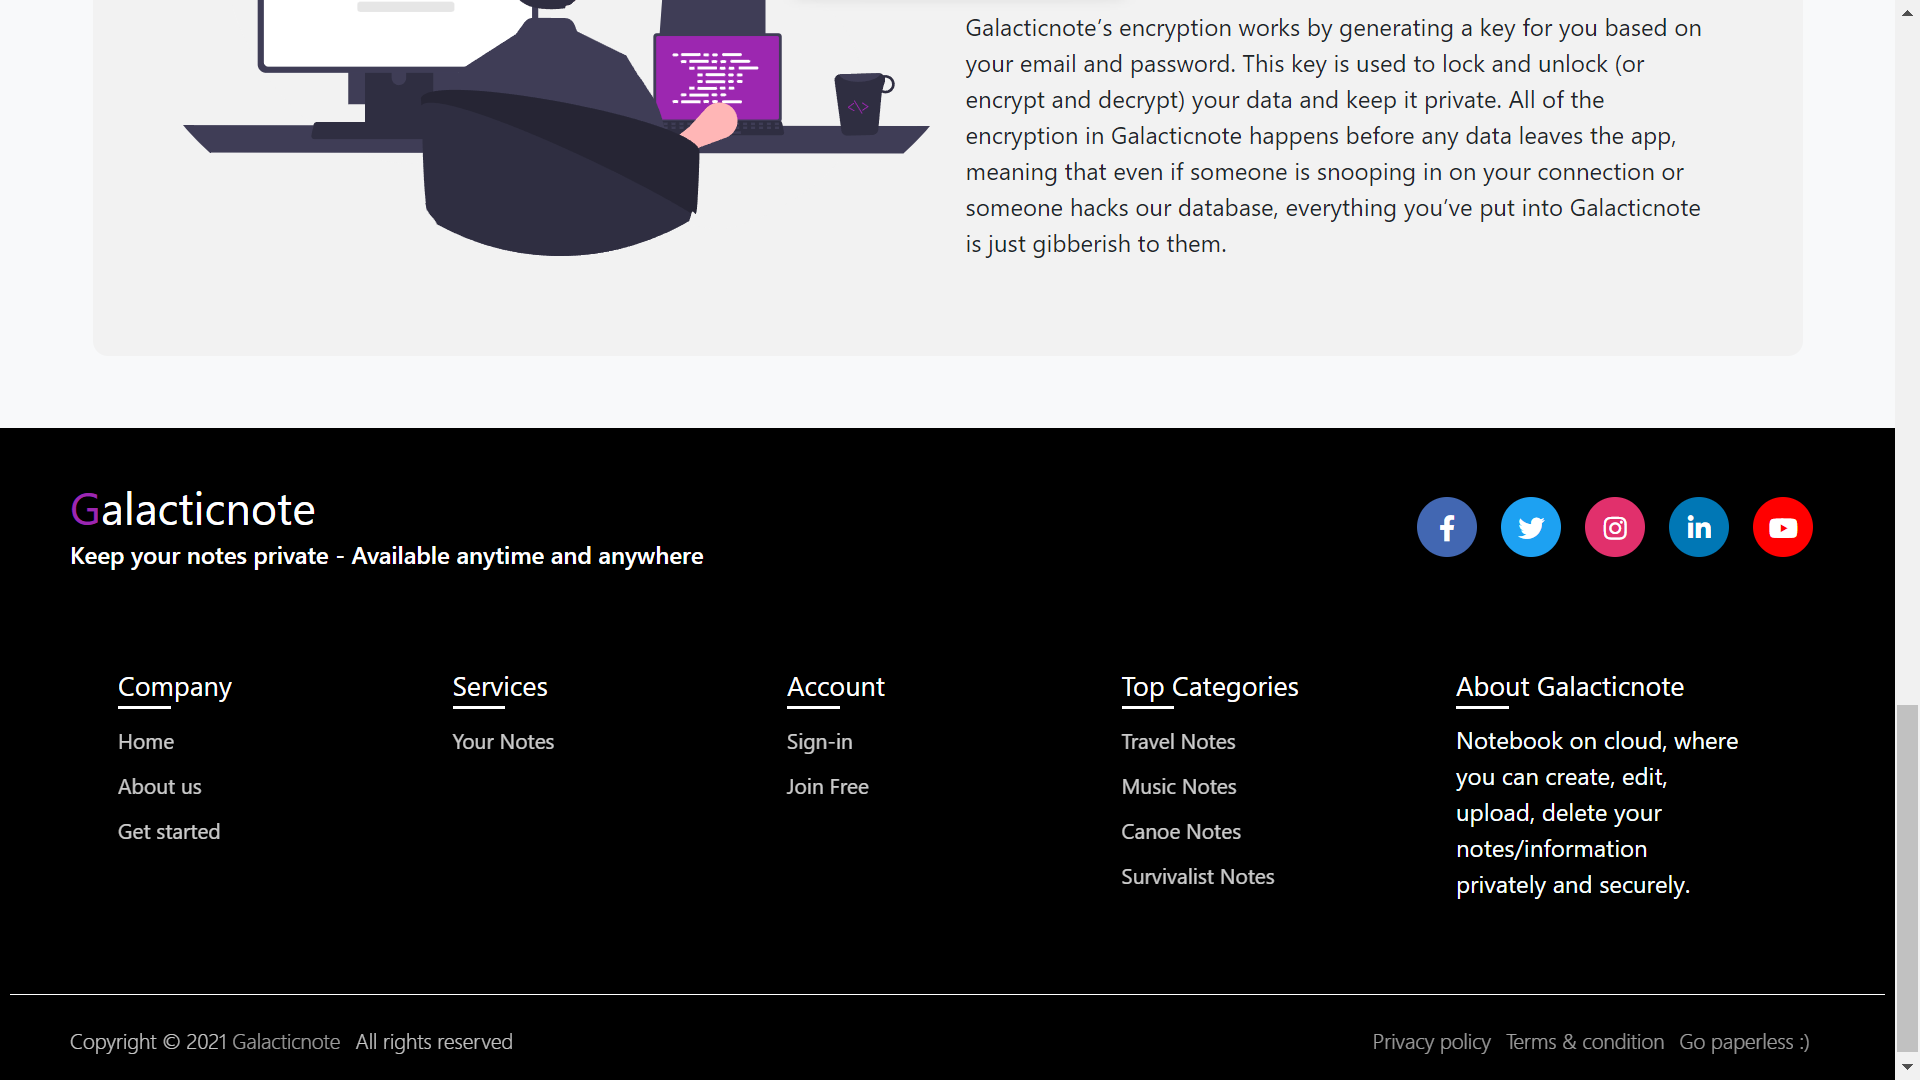 Galacticnote’s encryption works by generating a key for you based on
your email and password. This key is used to lock and unlock (or
encrypt and decrypt) your data and keep it private. All of the
encryption in Galacticnote happens before any data leaves the app,
meaning that even if someone is snooping in on your connection or
someone hacks our database, everything you’ve put into Galacticnote
is just gibberish to them.
Galacticnote
Keep your notes private - Available anytime and anywhere
Company
Home
About us
Get started
Services
Your Notes
Account
Sign-in
Join Free
Top Categories
Travel Notes
Music Notes
Canoe Notes
Survivalist Notes
About Galacticnote
Notebook on cloud, where
you can create, edit,
upload, delete your
notes/information
privately and securely.
Copyright © 2021 Galacticnote All rights reserved
Privacy policy Terms & condition Go paperless :)